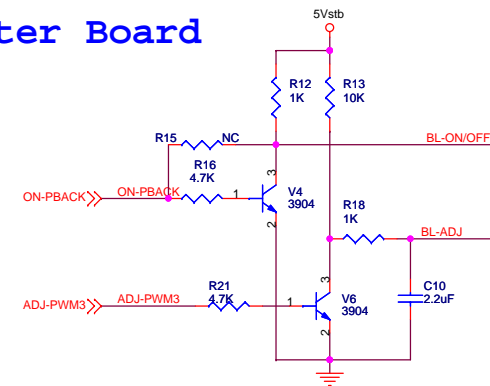 ter Board
5Vstb
R12
1K
R13
10K
R15
NC
BL-ON/OFF
R16
4.7K
ON-PBACK
ON-PBACK
1
3
2
V4
3904
R18
1K
BL-ADJ
R21
4.7K
ADJ-PWM3
ADJ-PWM3
1
3
2
V6
3904
C10
2.2uF